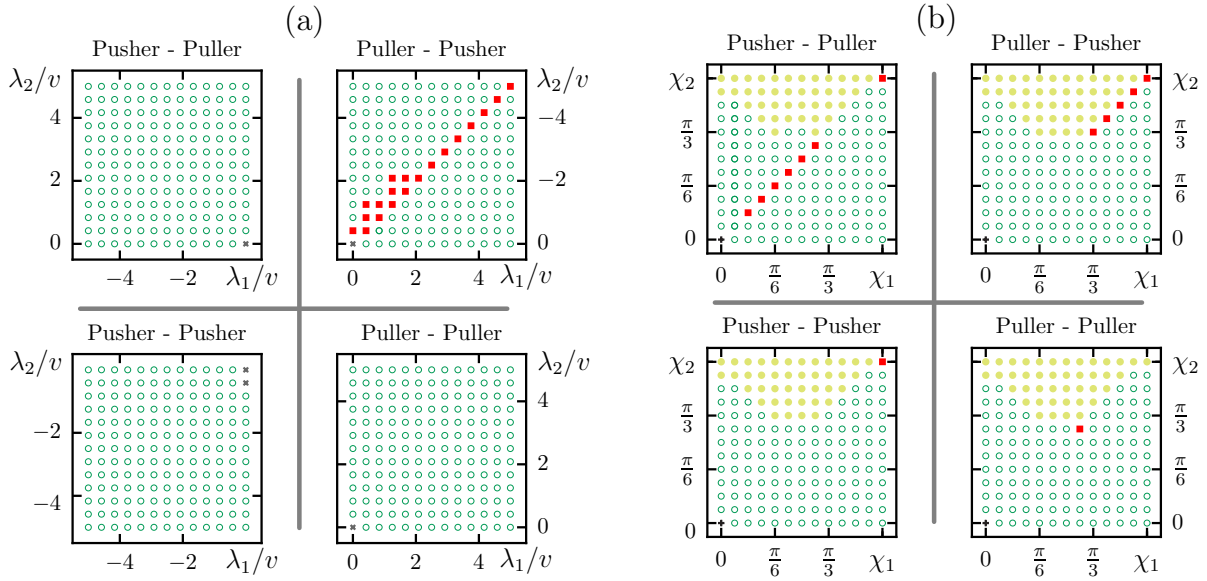 (a)
(b)
Pusher - Puller
Puller - Pusher
Pusher - Puller
Puller - Pusher
λ₂/v
4
2
0
−4
−2
λ₁/v
λ₂/v
−4
−2
0
0
2
4
λ₁/v
χ₂
π/3
π/6
0
0
π/6
π/3
χ₁
χ₂
π/3
π/6
0
0
π/6
π/3
χ₁
Pusher - Pusher
Puller - Puller
Pusher - Pusher
Puller - Puller
λ₂/v
−2
−4
−4
−2
λ₁/v
λ₂/v
4
2
0
0
2
4
λ₁/v
χ₂
π/3
π/6
0
0
π/6
π/3
χ₁
χ₂
π/3
π/6
0
0
π/6
π/3
χ₁